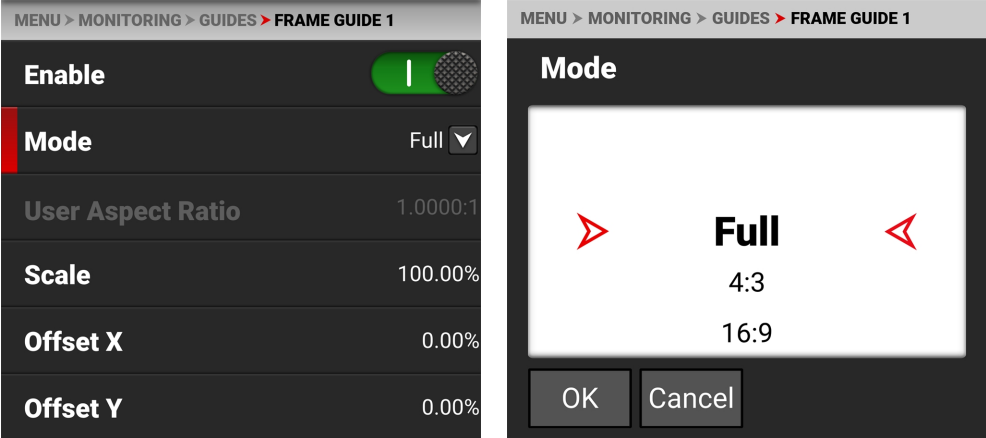 MENU > MONITORING > GUIDES > FRAME GUIDE 1
Enable
Mode Full
User Aspect Ratio 1.0000:1
Scale 100.00%
Offset X 0.00%
Offset Y 0.00%
MENU > MONITORING > GUIDES > FRAME GUIDE 1
Mode
Full
4:3
16:9
OK Cancel